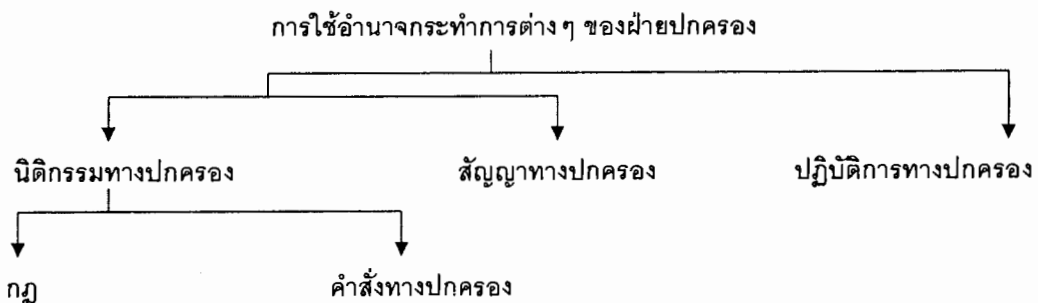 การใช้อำนาจกระทำการต่างๆ ของฝ่ายปกครอง
นิติกรรมทางปกครอง สัญญาทางปกครอง ปฏิบัติการทางปกครอง
กฎ คำสั่งทางปกครอง